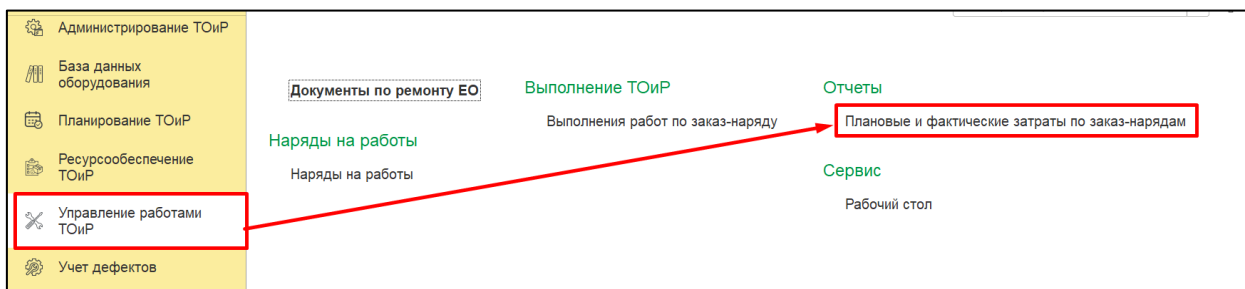 Администрирование ТОиР
База данных
оборудования
Планирование ТОиР
Ресурсообеспечение
ТОиР
Управление работами
ТОиР
Учет дефектов
Документы по ремонту ЕО
Наряды на работы
Наряды на работы
Выполнение ТОиР
Выполнения работ по заказ-наряду
Отчеты
Плановые и фактические затраты по заказ-нарядам
Сервис
Рабочий стол